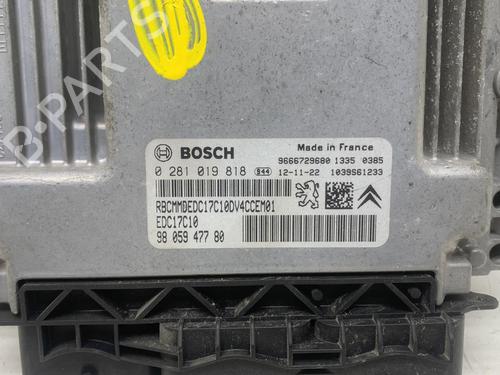 B-PARTS
BOSCH
Made in France
9666729680 1335 0385
0 281 019 818 944 12-11-22 1039S61233
RBCMMDEDC17C10DV4CCEM01
EDC17C10
98 059 477 80